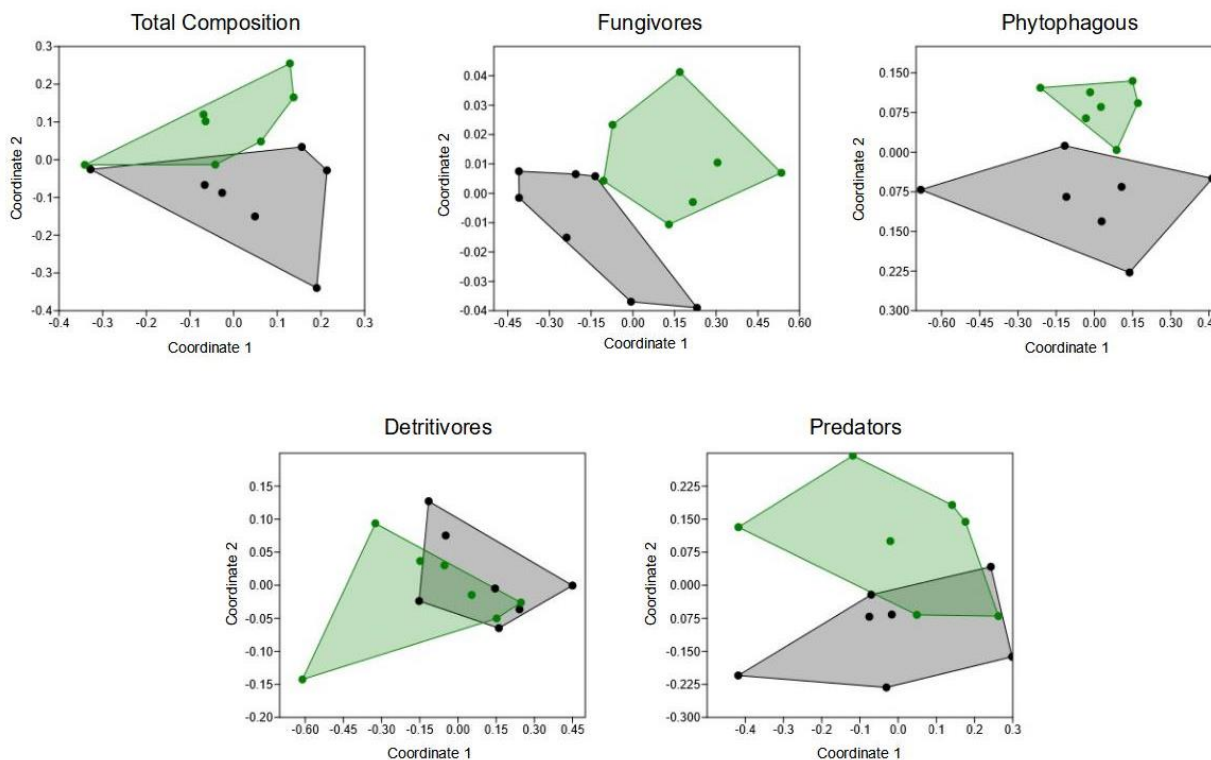 Total Composition
Coordinate 2
0.3
0.2
0.1
0.0
-0.1
-0.2
-0.3
-0.4
-0.4 -0.3 -0.2 -0.1 0.0 0.1 0.2 0.3
Coordinate 1
Fungivores
Coordinate 2
0.04
0.03
0.02
0.01
0.00
-0.01
-0.02
-0.03
-0.04
-0.45 -0.30 -0.15 0.00 0.15 0.30 0.45 0.60
Coordinate 1
Phytophagous
Coordinate 2
0.150
0.075
0.000
0.075
0.150
0.225
0.300
-0.60 -0.45 -0.30 -0.15 0.00 0.15 0.30
Coordinate 1
Detritivores
Coordinate 2
0.15
0.10
0.05
0.00
-0.05
-0.10
-0.15
-0.20
-0.60 -0.45 -0.30 -0.15 0.00 0.15 0.30 0.45
Coordinate 1
Predators
Coordinate 2
0.225
0.150
0.075
0.000
0.075
-0.150
-0.225
-0.300
-0.4 -0.3 -0.2 -0.1 0.0 0.1 0.2 0.3
Coordinate 1